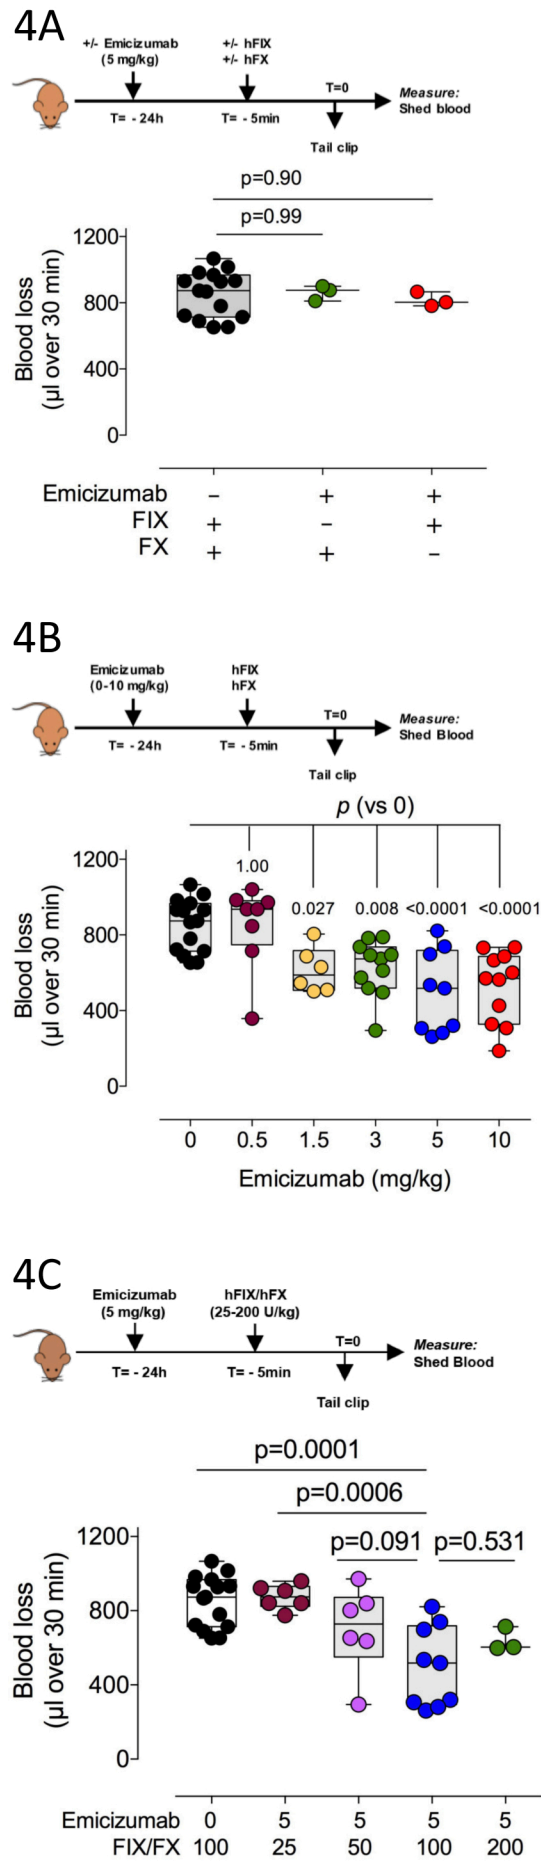 4A
+/- Emicizumab
(5 mg/kg)
+/- hFIX
+/- hFX
T=0
Measure:
Shed blood
T= - 24h
T= - 5min
Tail clip
p=0.90
p=0.99
1200
800
400
0
Blood loss
(µl over 30 min)
Emicizumab - + +
FIX + - +
FX + + -
4B
Emicizumab
(0-10 mg/kg)
hFIX
hFX
T=0
Measure:
Shed Blood
T= - 24h
T= - 5min
Tail clip
p (vs 0)
1.00
0.027 0.008 <0.0001 <0.0001
1200
800
400
0
Blood loss
(µl over 30 min)
0 0.5 1.5 3 5 10
Emicizumab (mg/kg)
4C
Emicizumab
(5 mg/kg)
hFIX/hFX
(25-200 U/kg)
T=0
Measure:
Shed Blood
T= - 24h
T= - 5min
Tail clip
p=0.0001
p=0.0006
p=0.091 p=0.531
1200
800
400
0
Blood loss
(µl over 30 min)
Emicizumab 0 5 5 5 5
FIX/FX 100 25 50 100 200